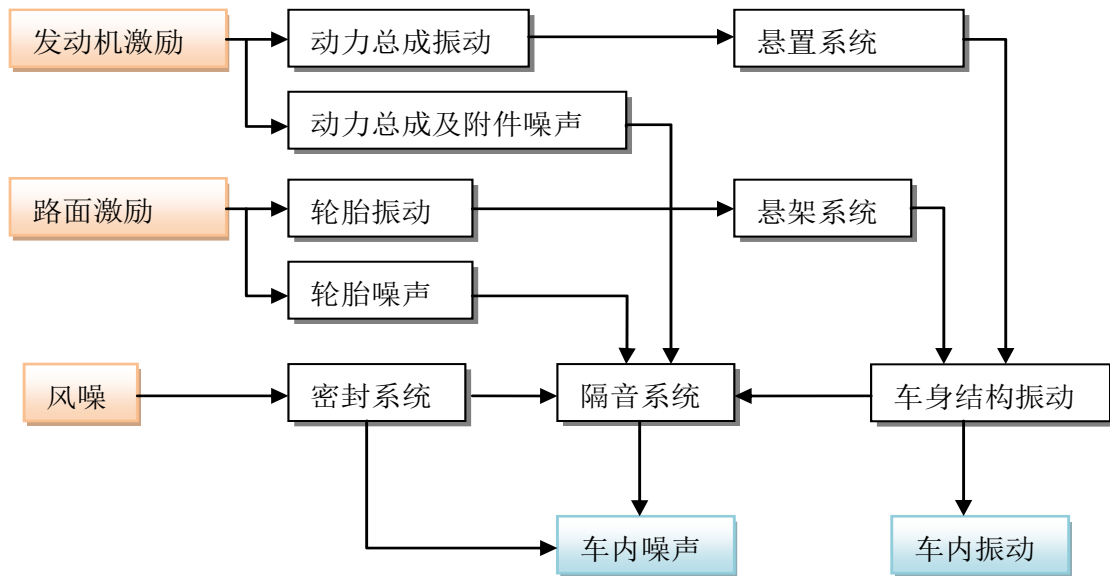 发动机激励
动力总成振动
悬置系统
动力总成及附件噪声
路面激励
轮胎振动
悬架系统
轮胎噪声
风噪
密封系统
隔音系统
车身结构振动
车内噪声
车内振动